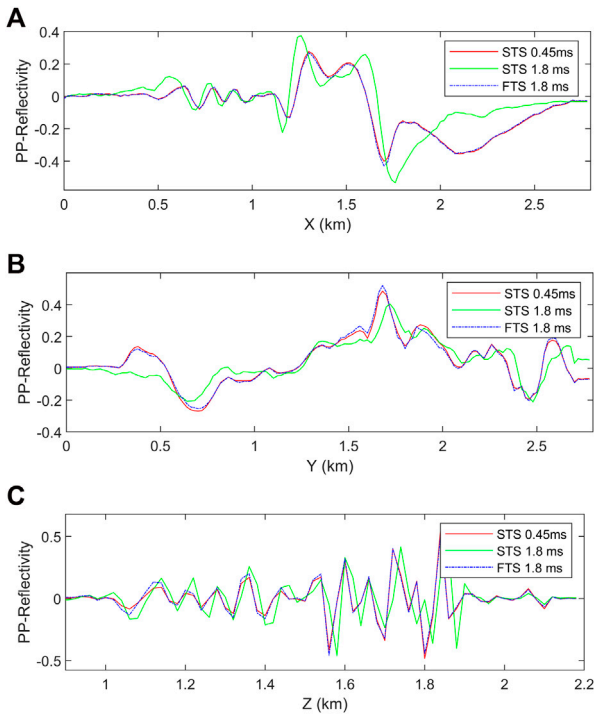 A
0.4
0.2
0
-0.2
-0.4
PP-Reflectivity
STS 0.45ms
STS 1.8 ms
FTS 1.8 ms
0 0.5 1 1.5 2 2.5
X (km)
B
0.4
0.2
0
-0.2
-0.4
PP-Reflectivity
STS 0.45ms
STS 1.8 ms
FTS 1.8 ms
0 0.5 1 1.5 2 2.5
Y (km)
C
0.5
0
-0.5
PP-Reflectivity
STS 0.45ms
STS 1.8 ms
FTS 1.8 ms
1 1.2 1.4 1.6 1.8 2 2.2
Z (km)